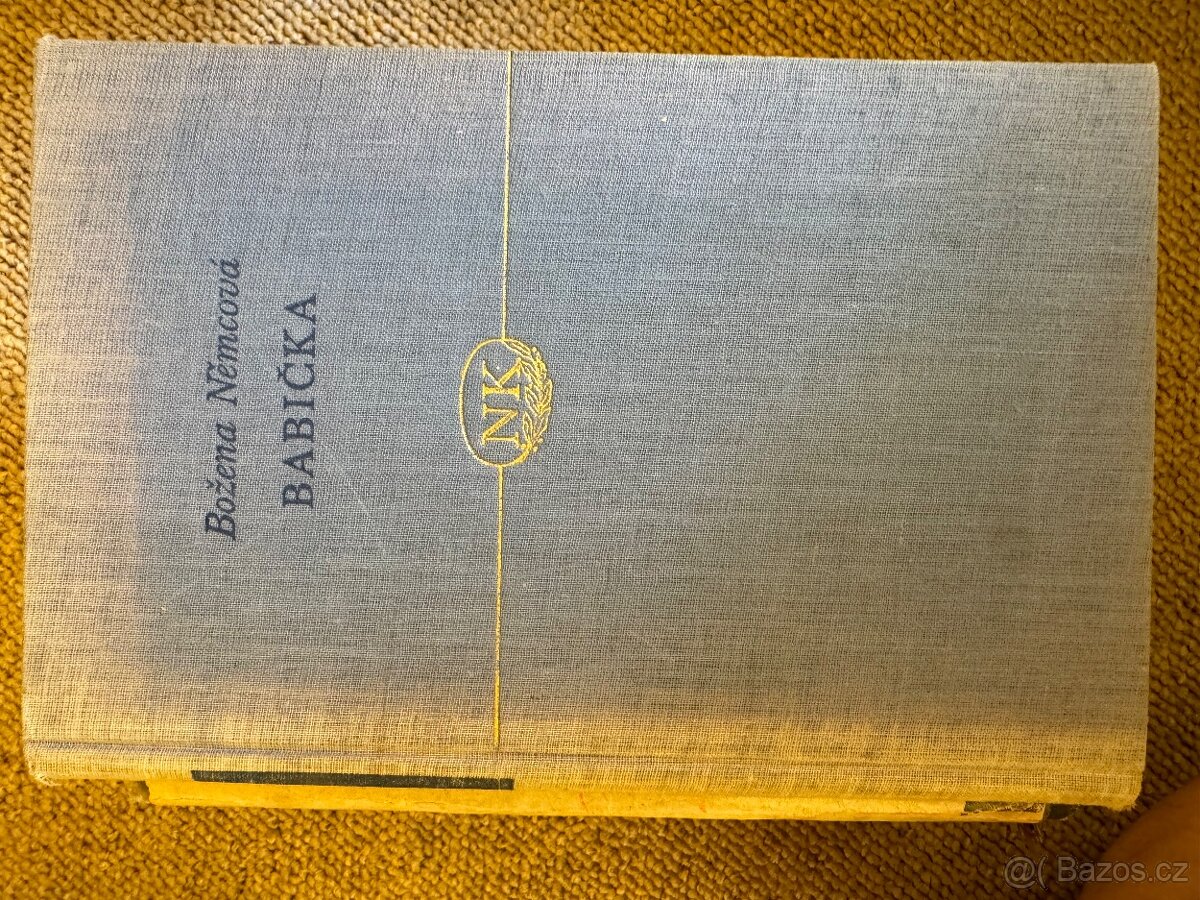 Božena Němcová
BABIČKA
NK
@( Bazos.cz